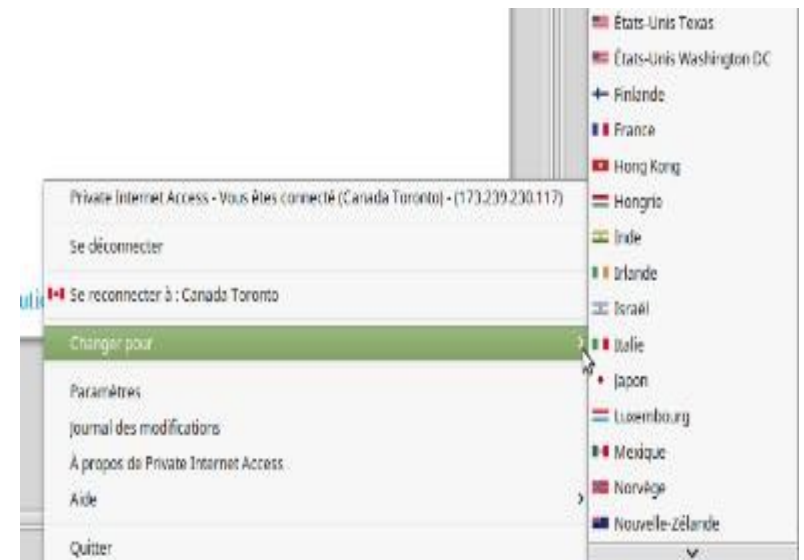 Private Internet Access - Vous êtes connecté (Canada Toronto) - (173.239.230.117)
Se déconnecter
Se reconnecter à : Canada Toronto
Changer pour
Paramètres
Journal des modifications
À propos de Private Internet Access
Aide
Quitter
États-Unis Texas
États-Unis Washington DC
Finlande
France
Hong Kong
Hongrie
Inde
Irlande
Israël
Italie
Japon
Luxembourg
Mexique
Norvège
Nouvelle-Zélande